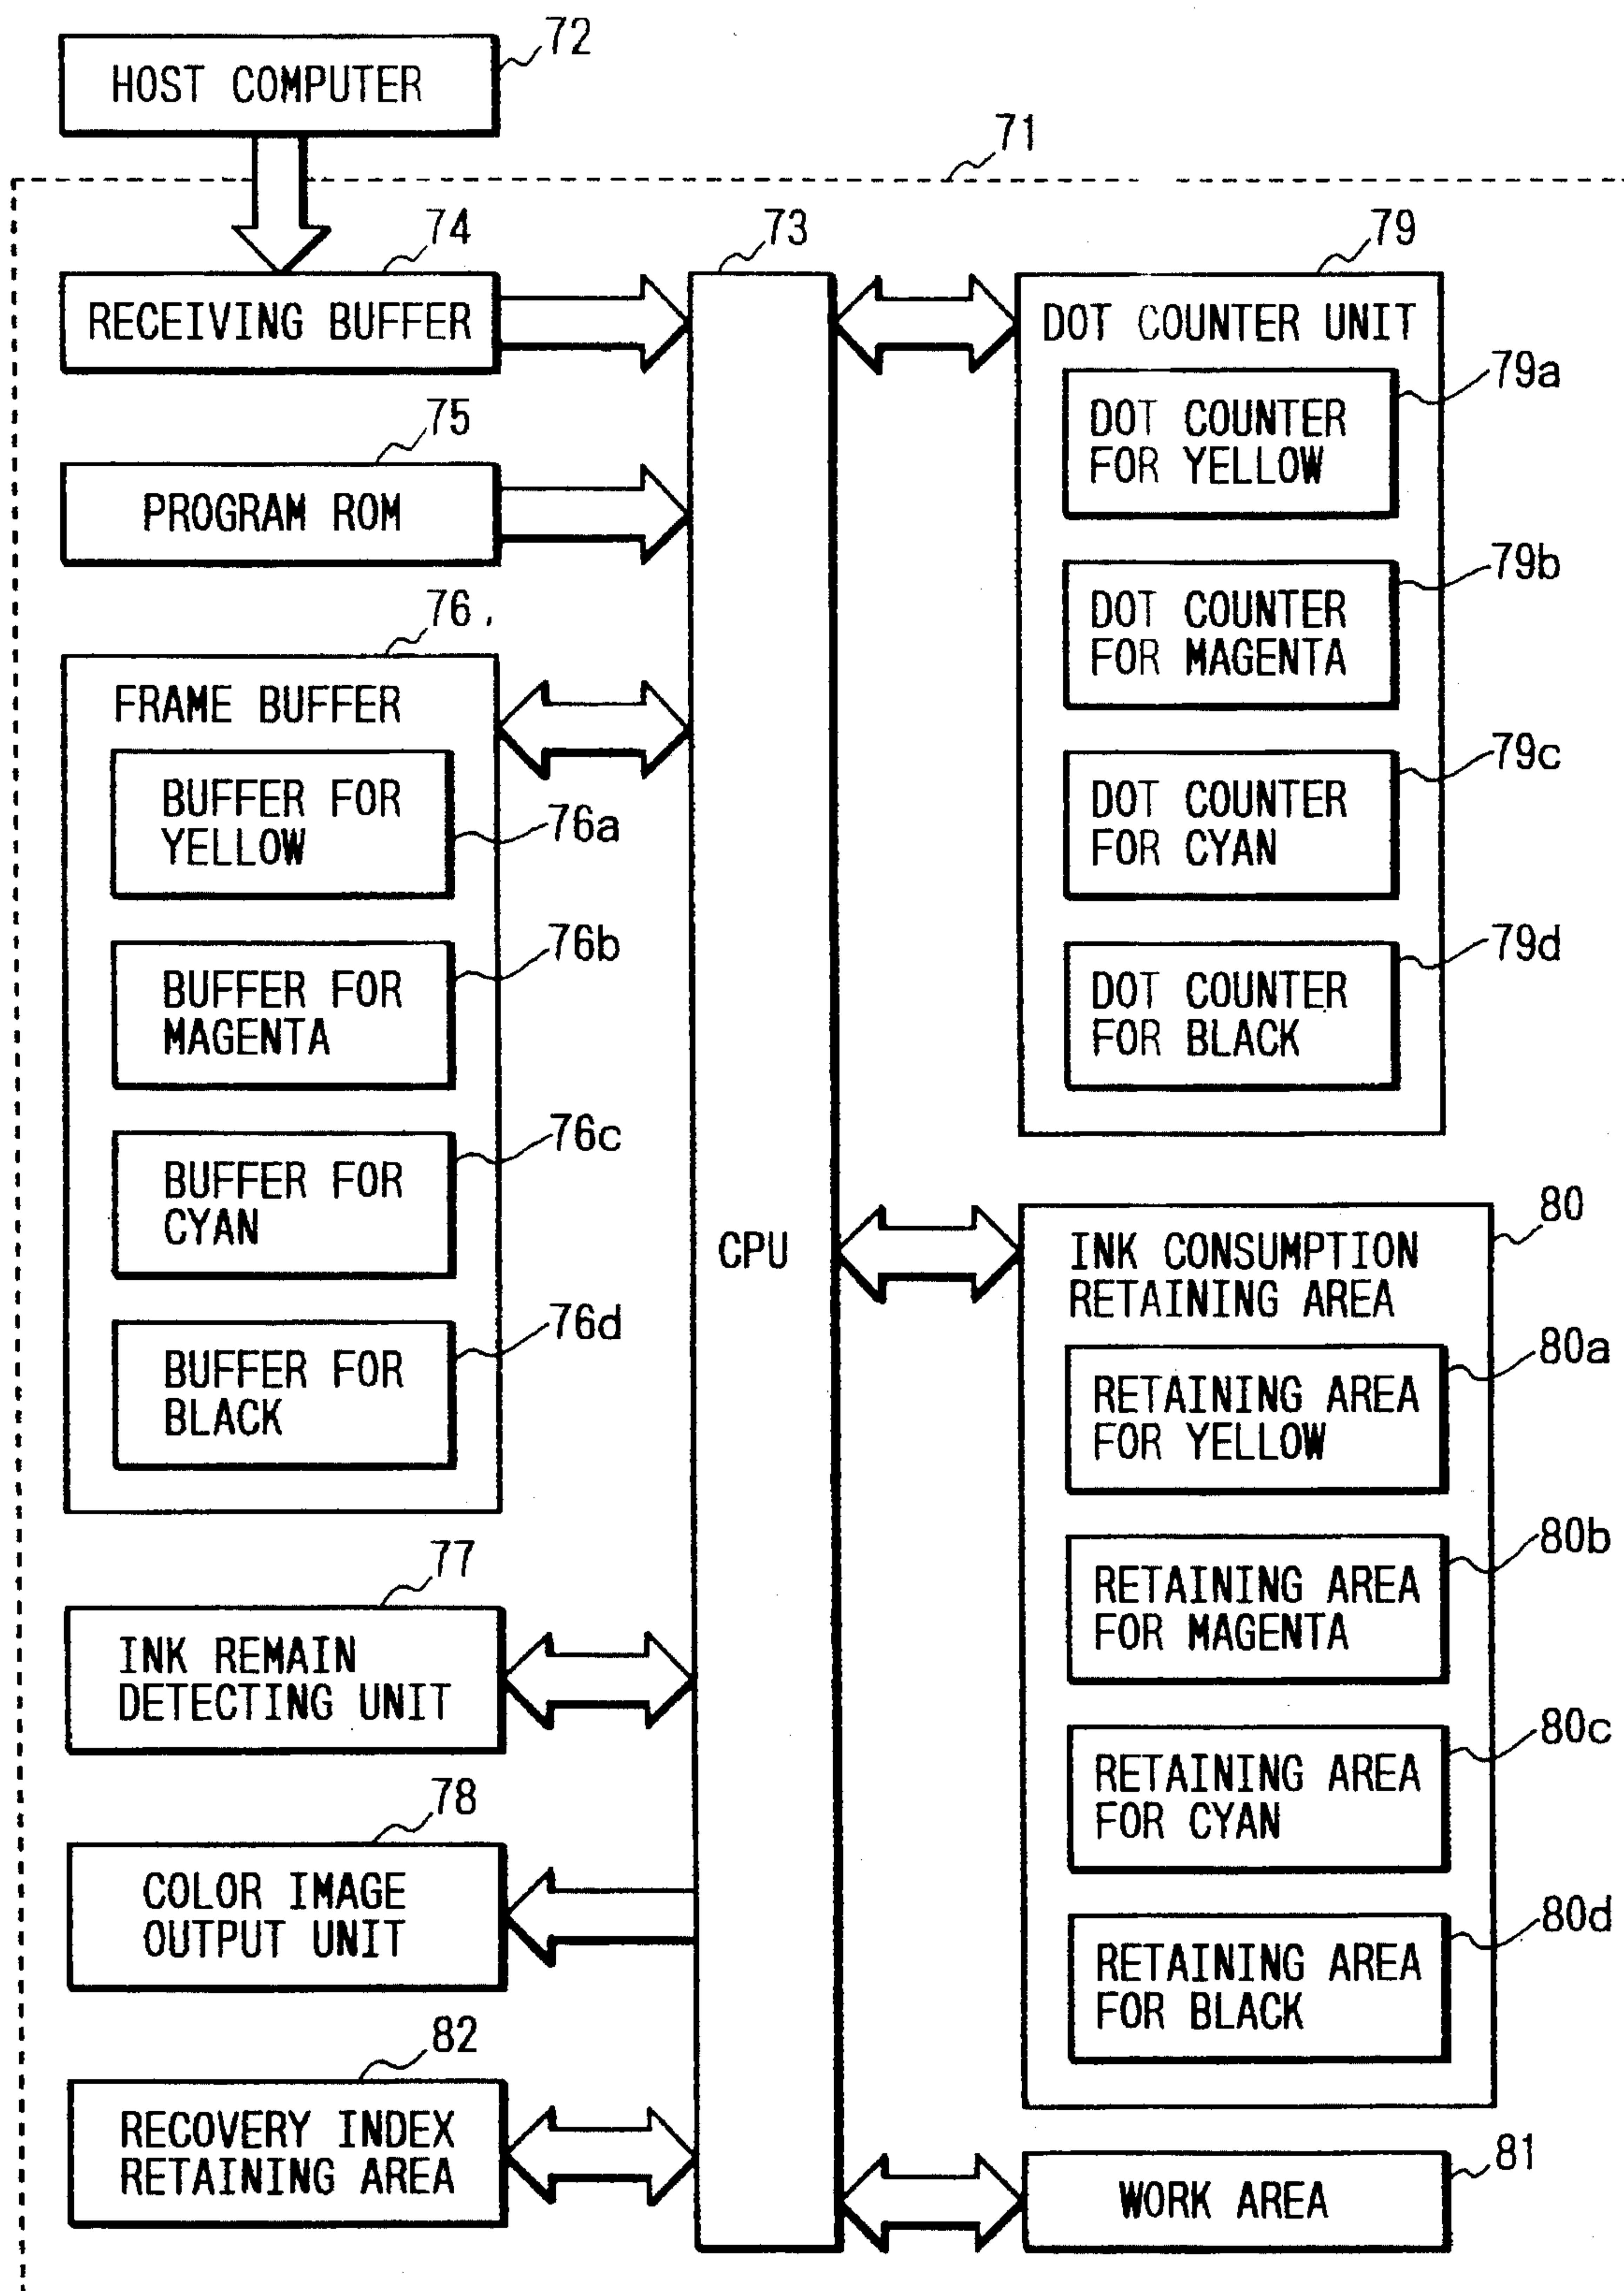 HOST COMPUTER
72
71
74
RECEIVING BUFFER
75
PROGRAM ROM
76
FRAME BUFFER
BUFFER FOR
YELLOW
76a
76b
BUFFER FOR
MAGENTA
76c
BUFFER FOR
CYAN
76d
BUFFER FOR
BLACK
77
INK REMAIN
DETECTING UNIT
78
COLOR IMAGE
OUTPUT UNIT
82
RECOVERY INDEX
RETAINING AREA
73
CPU
79
DOT COUNTER UNIT
79a
DOT COUNTER
FOR YELLOW
79b
DOT COUNTER
FOR MAGENTA
79c
DOT COUNTER
FOR CYAN
79d
DOT COUNTER
FOR BLACK
80
INK CONSUMPTION
RETAINING AREA
80a
RETAINING AREA
FOR YELLOW
80b
RETAINING AREA
FOR MAGENTA
80c
RETAINING AREA
FOR CYAN
80d
RETAINING AREA
FOR BLACK
81
WORK AREA